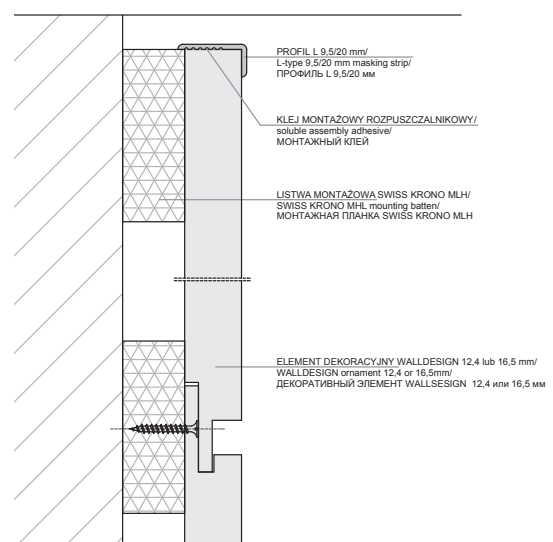 PROFIL L 9,5/20 mm/
L-type 9,5/20 mm masking strip/
ПРОФИЛЬ L 9,5/20 мм
KLEJ MONTAŻOWY ROZPUSZCZALNIKOWY/
soluble assembly adhesive/
МОНТАЖНЫЙ КЛЕЙ
LISTWA MONTAŻOWA SWISS KRONO MLH/
SWISS KRONO MHL mounting batten/
МОНТАЖНАЯ ПЛАНКА SWISS KRONO MLH
ELEMENT DEKORACYJNY WALLDESIGN 12,4 lub 16,5 mm/
WALLDESIGN ornament 12,4 or 16,5mm/
ДЕКОРАТИВНЫЙ ЭЛЕМЕНТ WALLSESIGN 12,4 или 16,5 мм